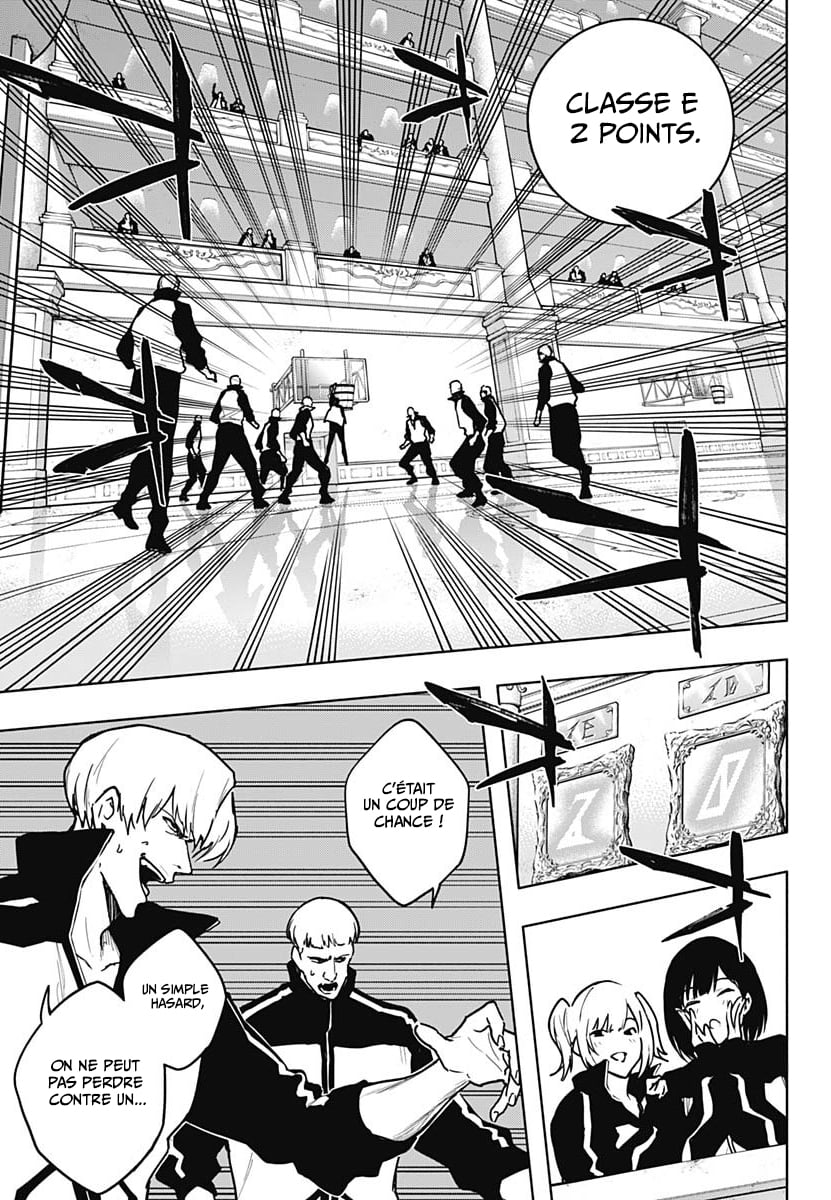 CLASSE E
2 POINTS.
C'ÉTAIT
UN COUP DE
CHANCE !
UN SIMPLE
HASARD,
ON NE PEUT
PAS PERDRE
CONTRE UN...